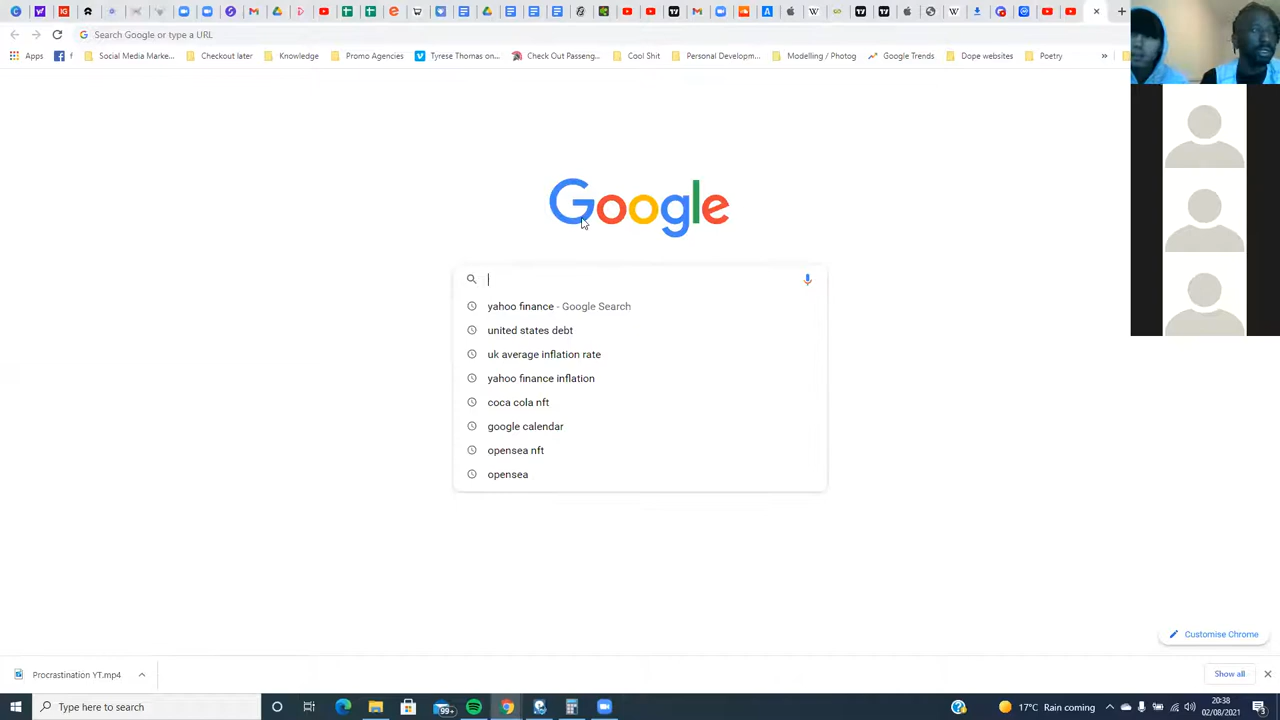 Search Google or type a URL
Apps
f
Social Media Marke...
Checkout later
Knowledge
Promo Agencies
Tyrese Thomas on...
Check Out Passeng...
Cool Shit
Personal Developm...
Modelling / Photog
Google Trends
Dope websites
Poetry
»
Google
yahoo finance - Google Search
united states debt
uk average inflation rate
yahoo finance inflation
coca cola nft
google calendar
opensea nft
opensea
Customise Chrome
Procrastination YT.mp4
Show all
Type here to search
99+
17°C Rain coming
20:38
02/08/2021